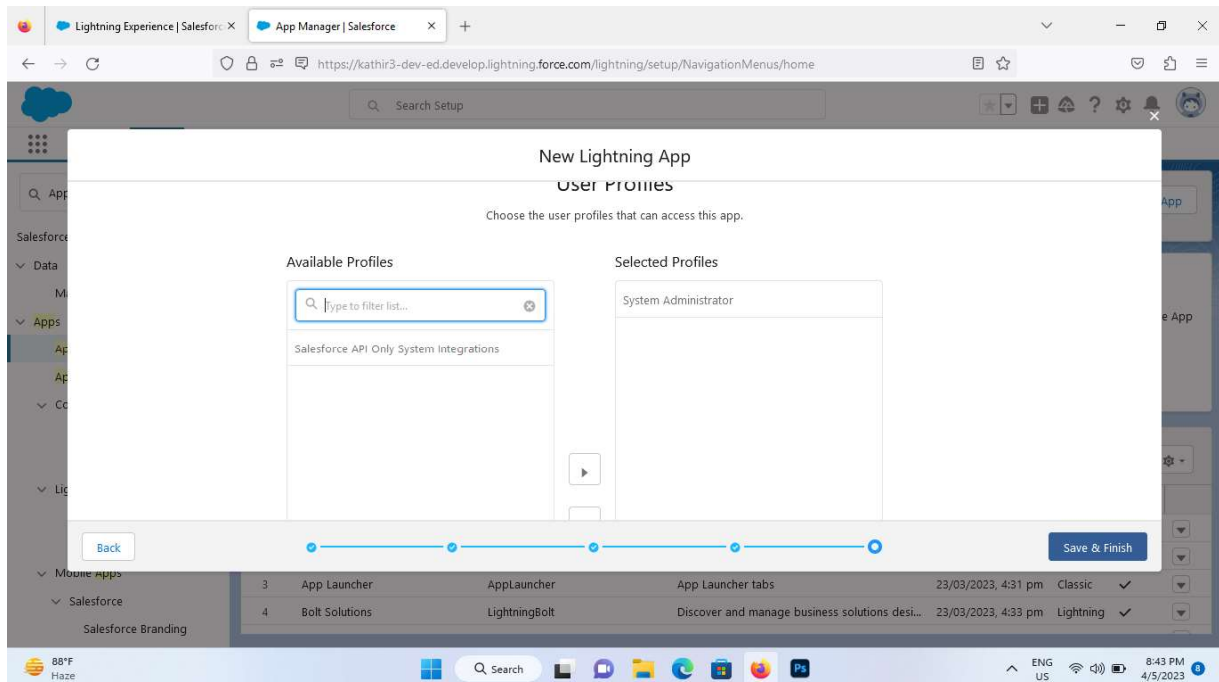 Lightning Experience | Salesforc
App Manager | Salesforce
https://kathir3-dev-ed.develop.lightning.force.com/lightning/setup/NavigationMenus/home
Search Setup
New Lightning App
User Profiles
Choose the user profiles that can access this app.
App
App
Salesforce
Data
Apps
e App
Available Profiles
Selected Profiles
Type to filter list...
System Administrator
Salesforce API Only System Integrations
Back
Save & Finish
Mobile Apps
3 App Launcher AppLauncher App Launcher tabs 23/03/2023, 4:31 pm Classic
Salesforce
4 Bolt Solutions LightningBolt Discover and manage business solutions desi... 23/03/2023, 4:33 pm Lightning
Salesforce Branding
88°F
Haze
Search
Ps
ENG
US
8:43 PM
4/5/2023
8